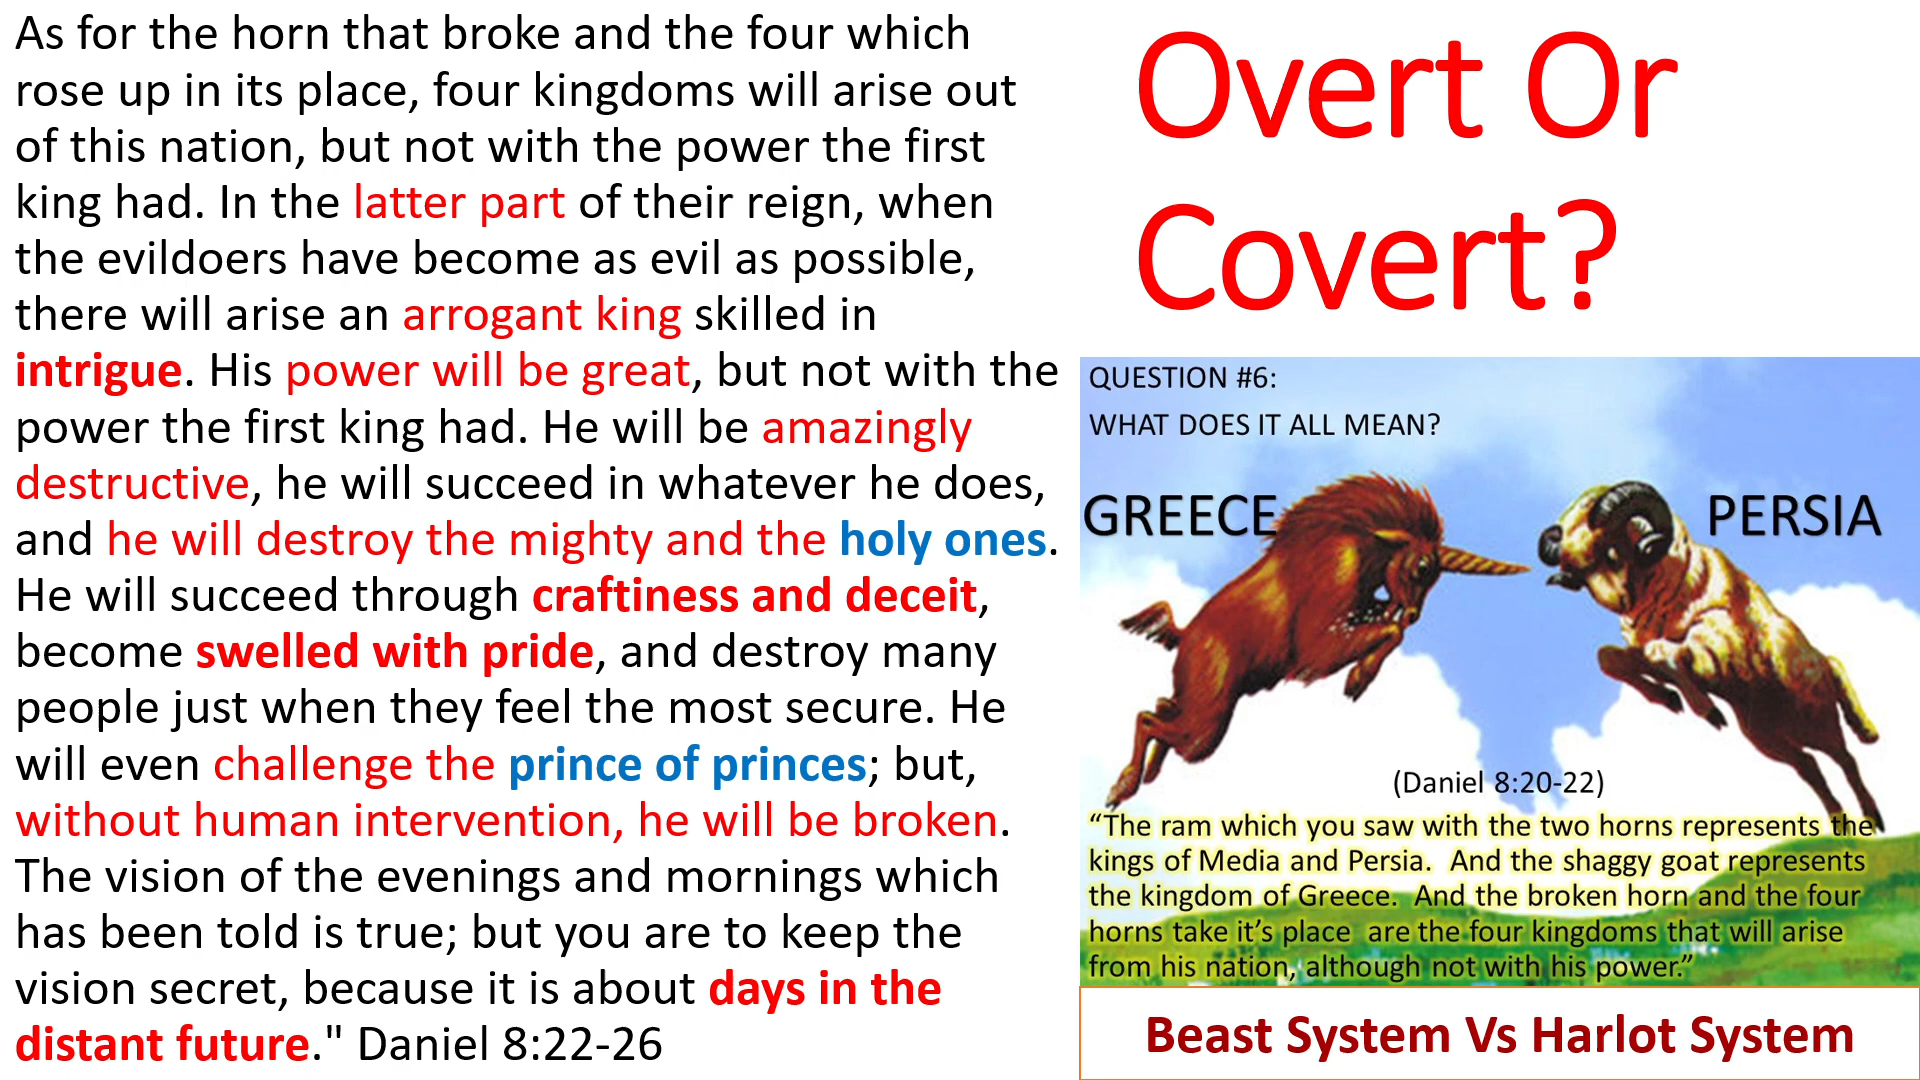 As for the horn that broke and the four which
rose up in its place, four kingdoms will arise out
of this nation, but not with the power the first
king had. In the latter part of their reign, when
the evildoers have become as evil as possible,
there will arise an arrogant king skilled in
intrigue. His power will be great, but not with the
power the first king had. He will be amazingly
destructive, he will succeed in whatever he does,
and he will destroy the mighty and the holy ones.
He will succeed through craftiness and deceit,
become swelled with pride, and destroy many
people just when they feel the most secure. He
will even challenge the prince of princes; but,
without human intervention, he will be broken.
The vision of the evenings and mornings which
has been told is true; but you are to keep the
vision secret, because it is about days in the
distant future." Daniel 8:22-26
Overt Or
Covert?
QUESTION #6:
WHAT DOES IT ALL MEAN?
GREECE
PERSIA
(Daniel 8:20-22)
“The ram which you saw with the two horns represents the
kings of Media and Persia.  And the shaggy goat represents
the kingdom of Greece.  And the broken horn and the four
horns take it’s place  are the four kingdoms that will arise
from his nation, although not with his power.”
Beast System Vs Harlot System